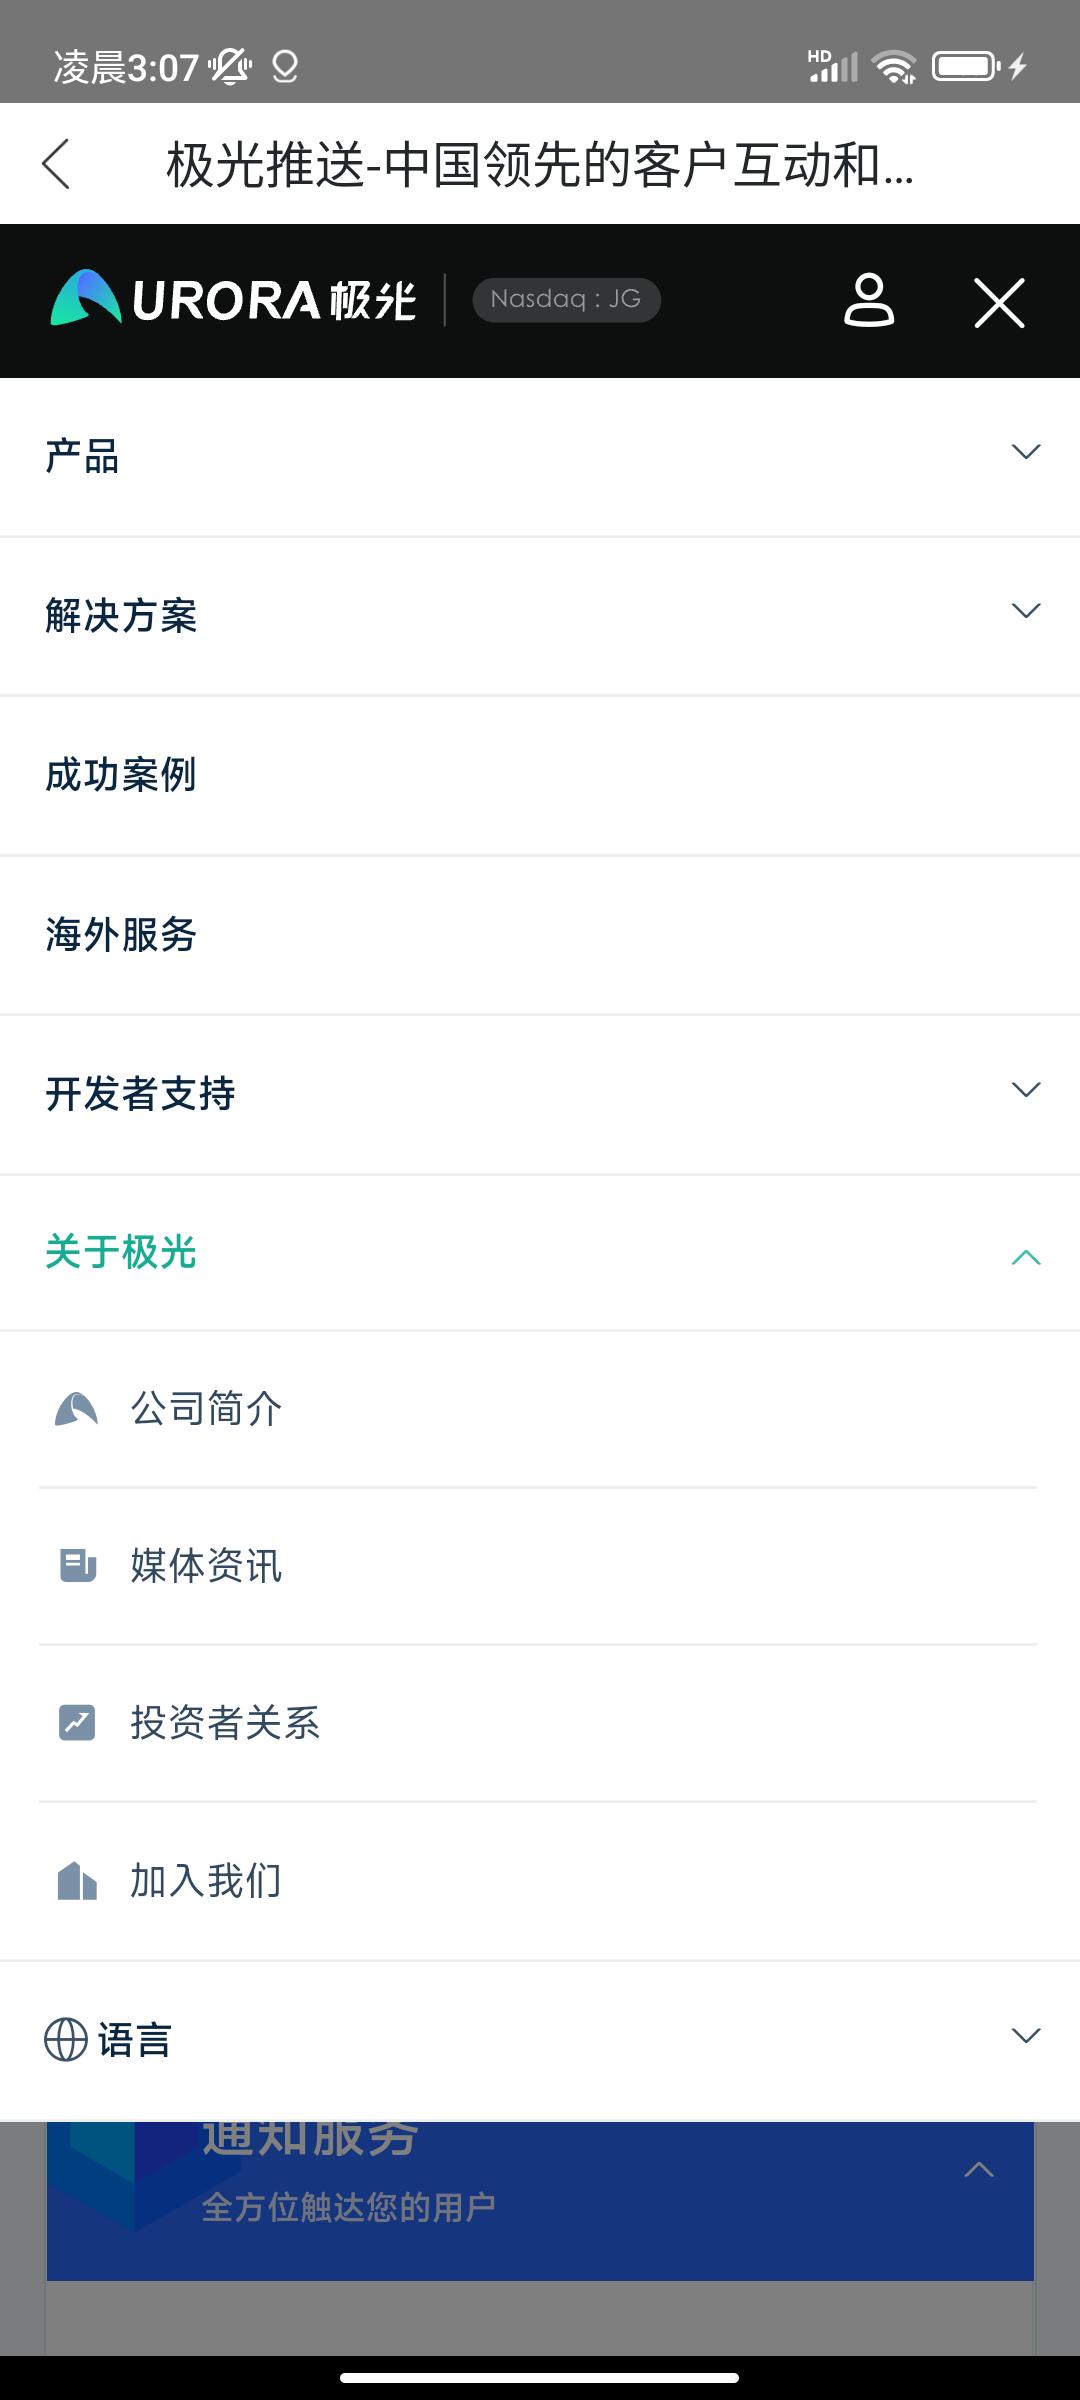 凌晨3:07
HD
极光推送-中国领先的客户互动和...
URORA极光
Nasdaq : JG
产品
解决方案
成功案例
海外服务
开发者支持
关于极光
公司简介
媒体资讯
投资者关系
加入我们
语言
通知服务
全方位触达您的用户